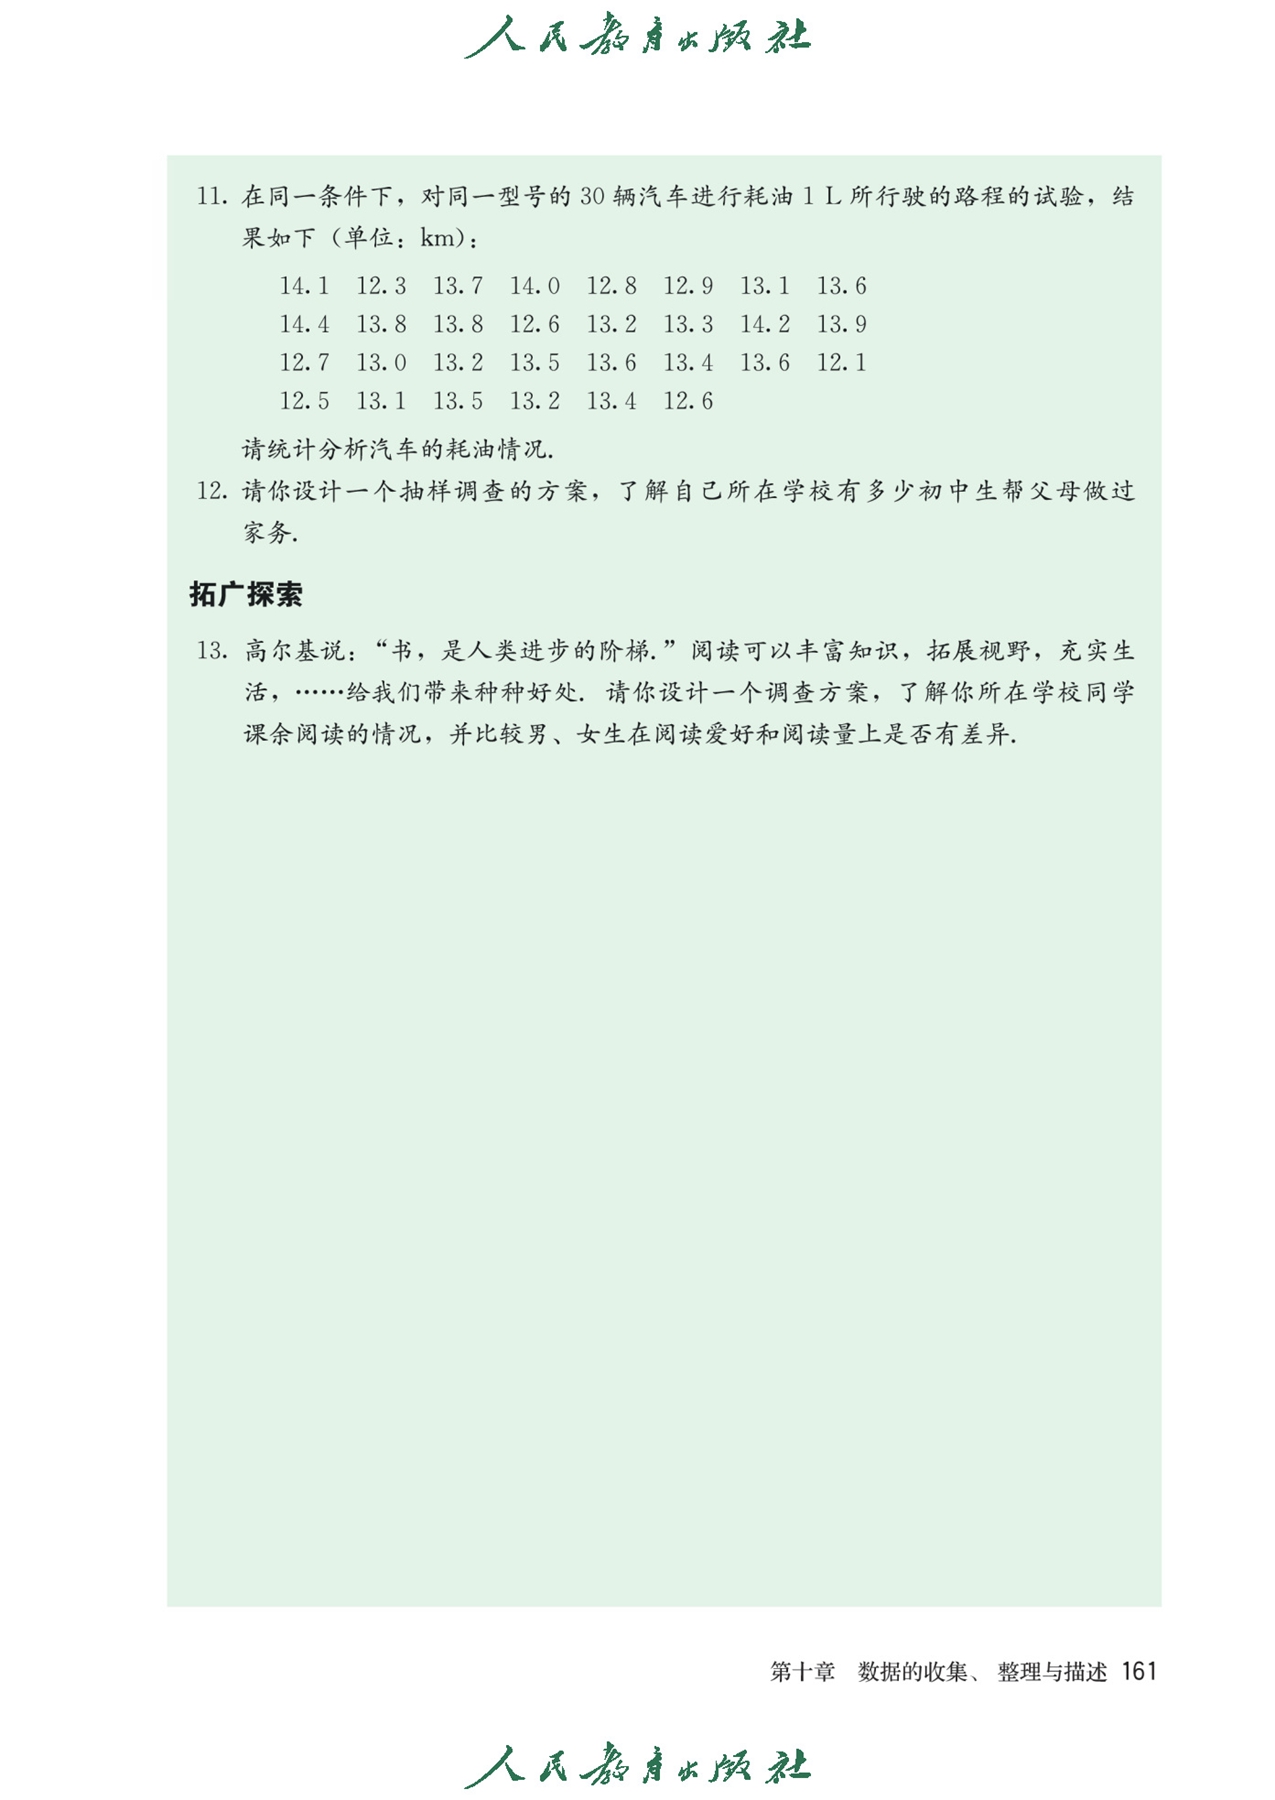 人民教育出版社
11. 在同一条件下，对同一型号的 30 辆汽车进行耗油 1 L 所行驶的路程的试验，结
果如下（单位：km）：
14.1 12.3 13.7 14.0 12.8 12.9 13.1 13.6
14.4 13.8 13.8 12.6 13.2 13.3 14.2 13.9
12.7 13.0 13.2 13.5 13.6 13.4 13.6 12.1
12.5 13.1 13.5 13.2 13.4 12.6
请统计分析汽车的耗油情况.
12. 请你设计一个抽样调查的方案，了解自己所在学校有多少初中生帮父母做过
家务.
拓广探索
13. 高尔基说：“书，是人类进步的阶梯.”阅读可以丰富知识，拓展视野，充实生
活，……给我们带来种种好处. 请你设计一个调查方案，了解你所在学校同学
课余阅读的情况，并比较男、女生在阅读爱好和阅读量上是否有差异.
第十章 数据的收集、整理与描述 161
人民教育出版社